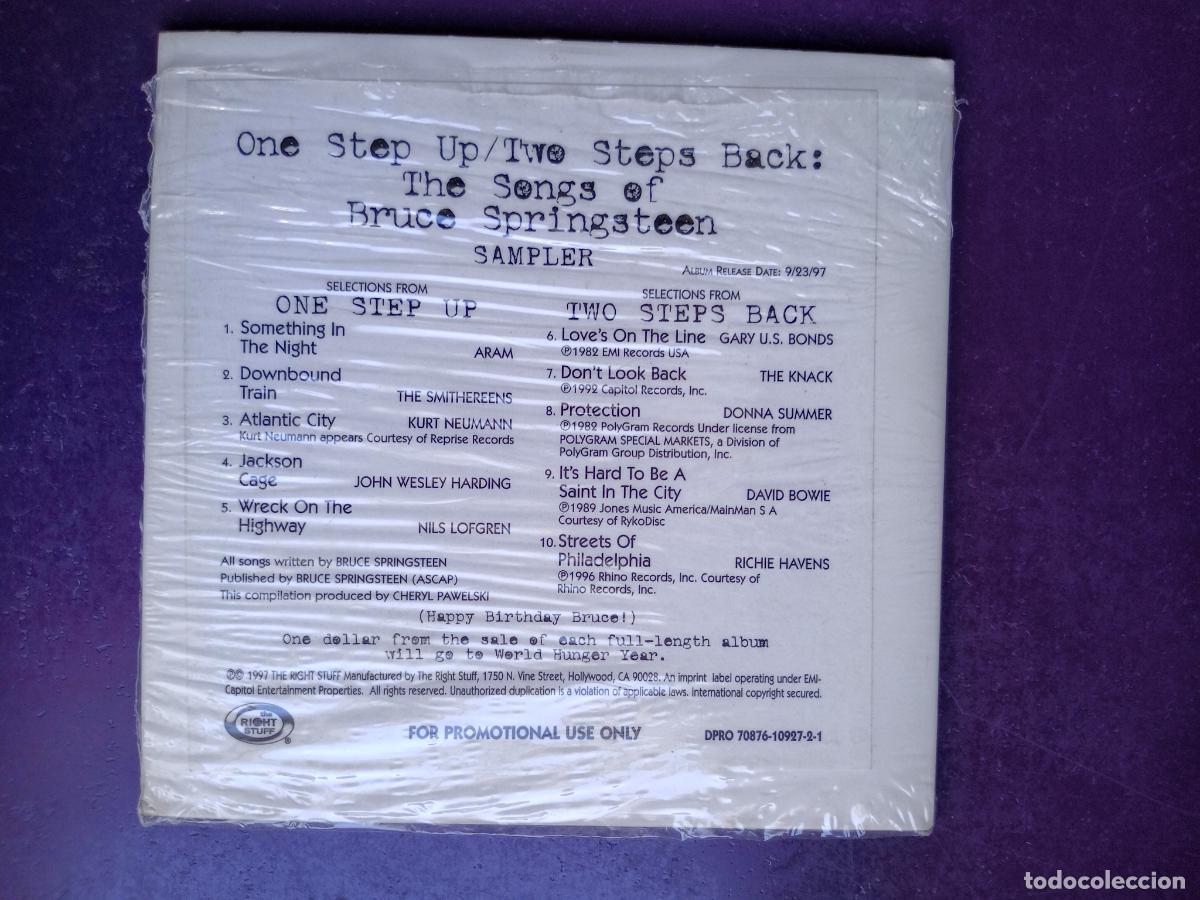 One Step Up/Two Steps Back:
The Songs of
Bruce Springsteen
SAMPLER
ALBUM RELEASE DATE: 9/23/97
SELECTIONS FROM
ONE STEP UP
1. Something In
The Night ARAM
2. Downbound
Train THE SMITHEREENS
3. Atlantic City KURT NEUMANN
Kurt Neumann appears Courtesy of Reprise Records
4. Jackson
Cage JOHN WESLEY HARDING
5. Wreck On The
Highway NILS LOFGREN
All songs written by BRUCE SPRINGSTEEN
Published by BRUCE SPRINGSTEEN (ASCAP)
This compilation produced by CHERYL PAWELSKI
SELECTIONS FROM
TWO STEPS BACK
6. Love's On The Line GARY U.S. BONDS
℗1982 EMI Records USA
7. Don't Look Back THE KNACK
℗1992 Capitol Records, Inc.
8. Protection DONNA SUMMER
℗1982 PolyGram Records Under license from
POLYGRAM SPECIAL MARKETS, a Division of
PolyGram Group Distribution, Inc.
9. It's Hard To Be A
Saint In The City DAVID BOWIE
℗1989 Jones Music America/MainMan S A
Courtesy of RykoDisc
10. Streets Of
Philadelphia RICHIE HAVENS
℗1996 Rhino Records, Inc. Courtesy of
Rhino Records, Inc.
(Happy Birthday Bruce!)
One dollar from the sale of each full-length album
will go to World Hunger Year.
℗© 1997 THE RIGHT STUFF Manufactured by The Right Stuff, 1750 N. Vine Street, Hollywood, CA 90028. An imprint label operating under EMI-
Capitol Entertainment Properties. All rights reserved. Unauthorized duplication is a violation of applicable laws. International copyright secured.
the
RIGHT
STUFF ®
FOR PROMOTIONAL USE ONLY
DPRO 70876-10927-2-1
todocoleccion